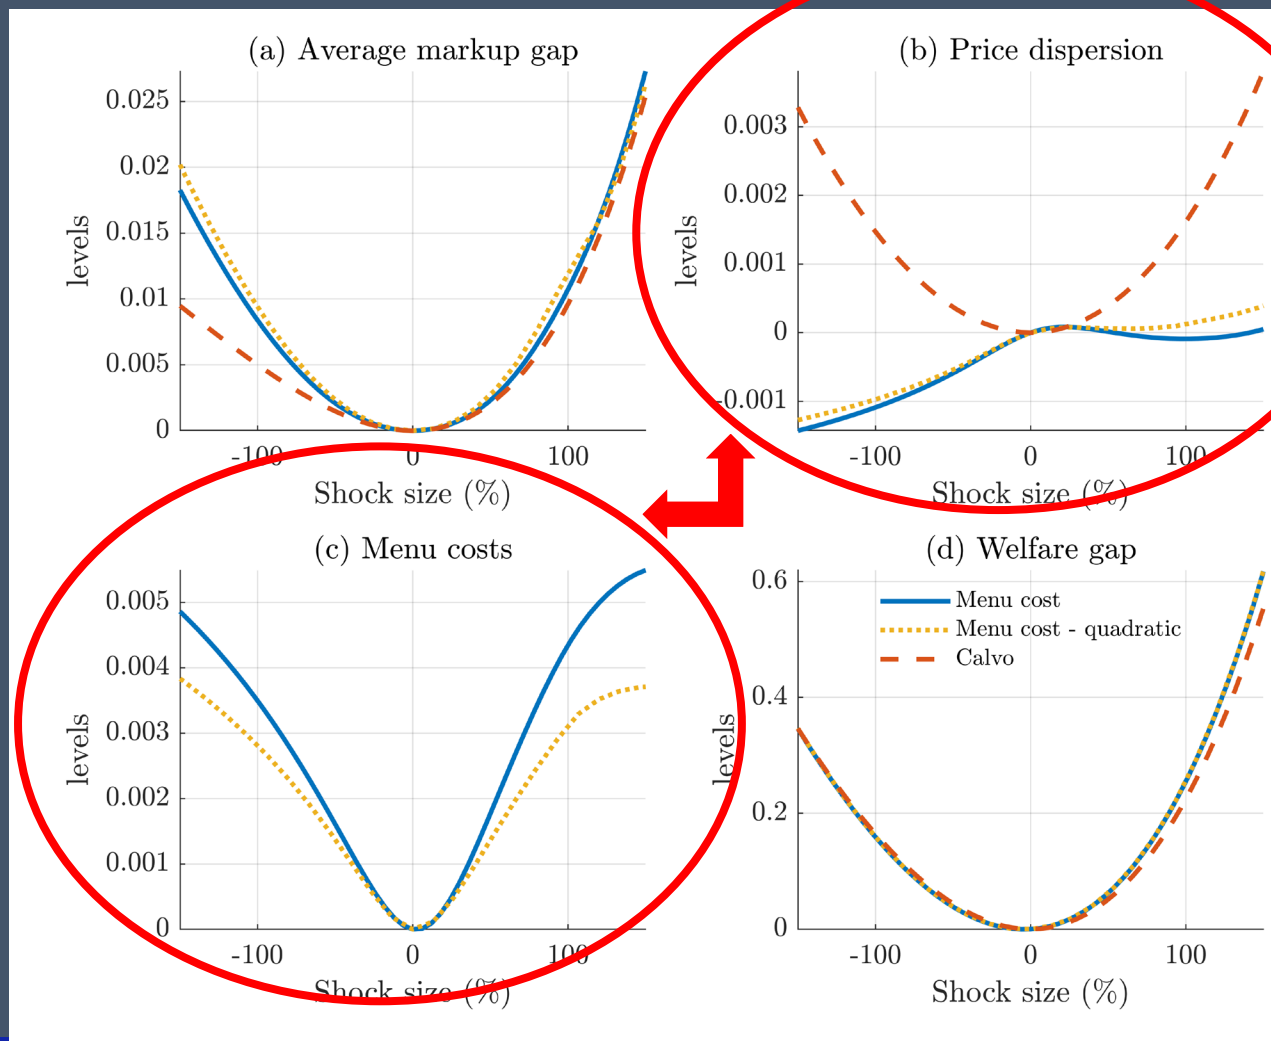 (a) Average markup gap
0.025
0.02
0.015
0.01
0.005
0
levels
-100 0 100
Shock size (%)
(b) Price dispersion
0.003
0.002
0.001
0
-0.001
levels
-100 0 100
Shock size (%)
(c) Menu costs
0.005
0.004
0.003
0.002
0.001
0
levels
-100 0 100
Shock size (%)
(d) Welfare gap
0.6
0.4
0.2
0
levels
Menu cost
Menu cost - quadratic
Calvo
-100 0 100
Shock size (%)